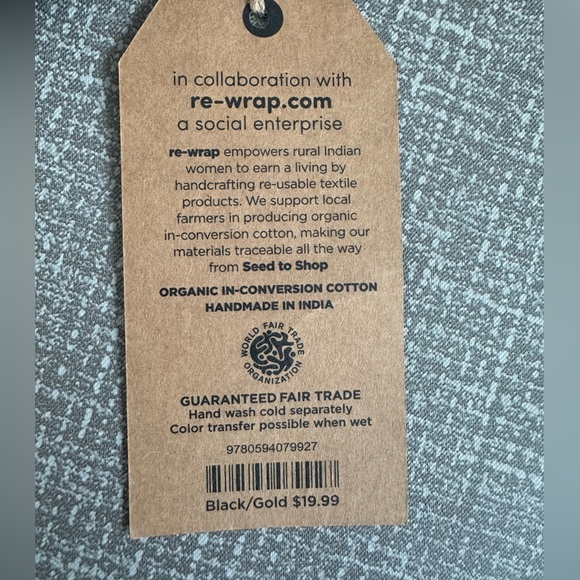 in collaboration with
re-wrap.com
a social enterprise
re-wrap empowers rural Indian
women to earn a living by
handcrafting re-usable textile
products. We support local
farmers in producing organic
in-conversion cotton, making our
materials traceable all the way
from Seed to Shop
ORGANIC IN-CONVERSION COTTON
HANDMADE IN INDIA
WORLD FAIR TRADE
ORGANIZATION
GUARANTEED FAIR TRADE
Hand wash cold separately
Color transfer possible when wet
9780594079927
Black/Gold $19.99